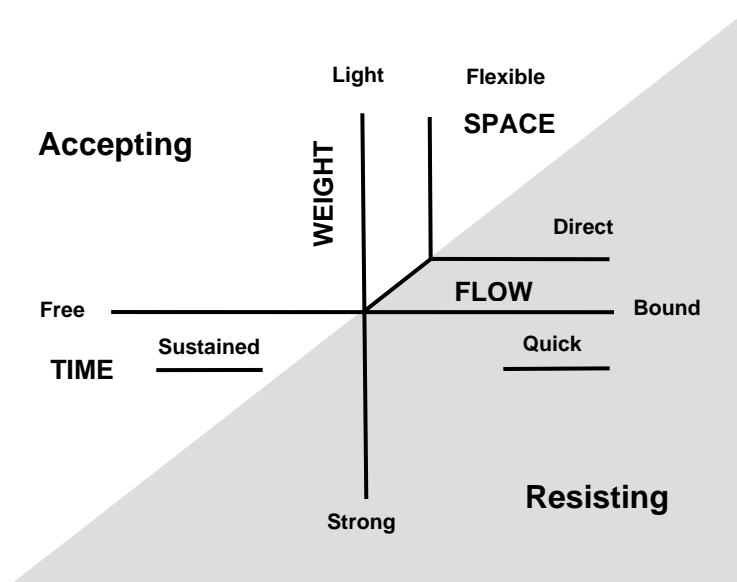 Light
Flexible
SPACE
Accepting
WEIGHT
Direct
FLOW
Free
Bound
Sustained
Quick
TIME
Resisting
Strong